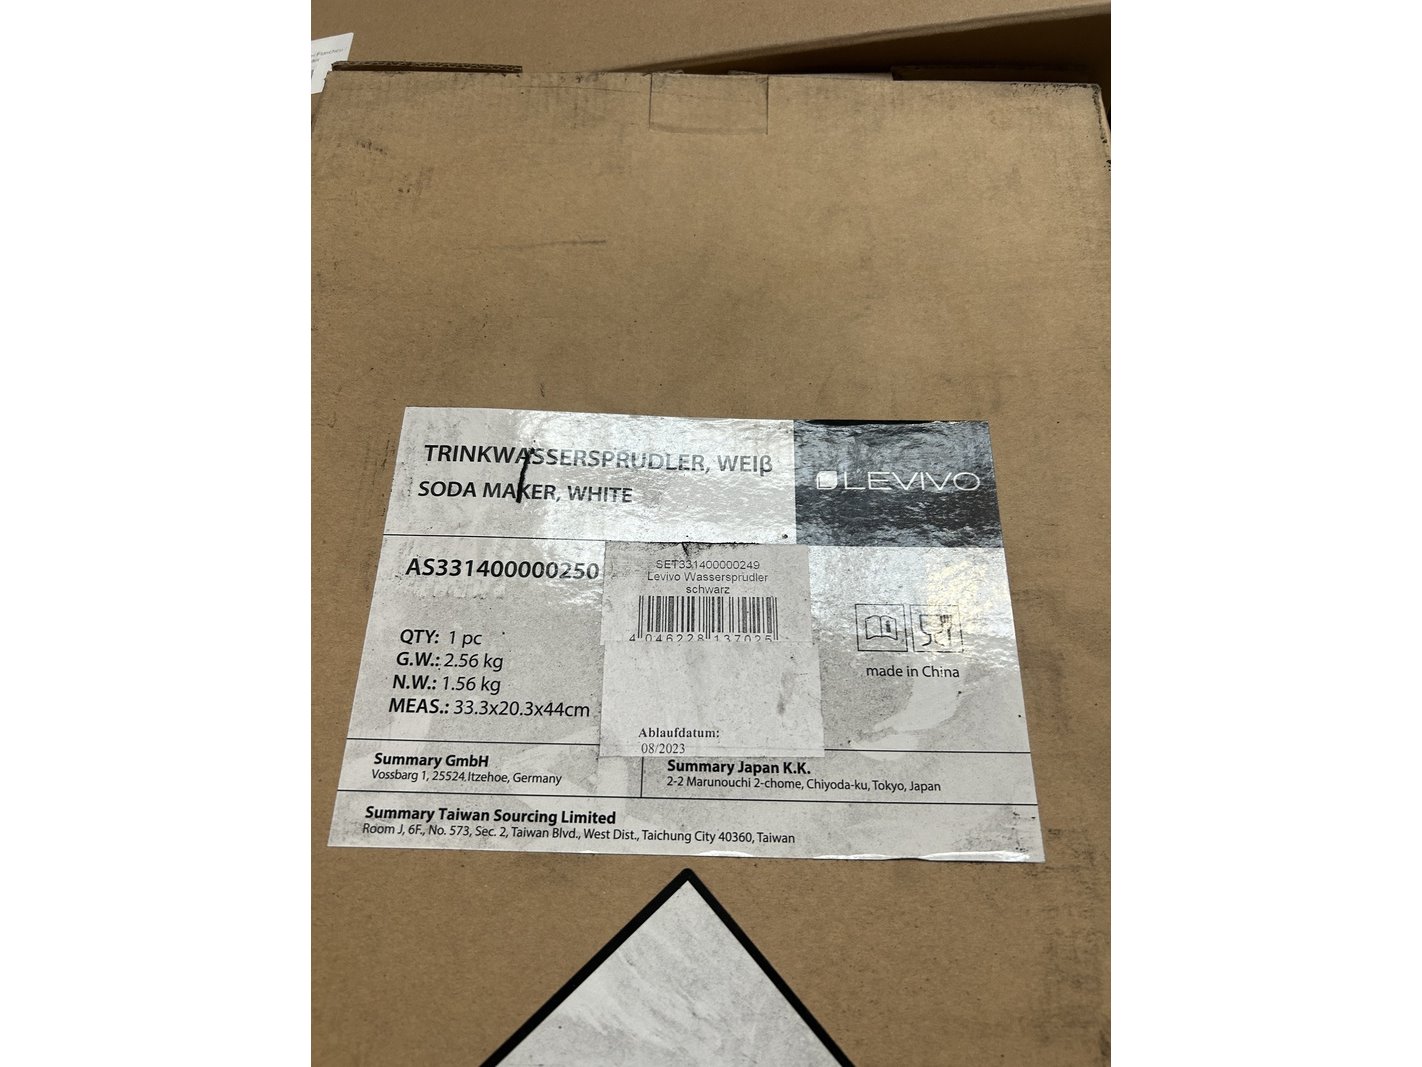 TRINKWASSERSPRUDLER, WEIβ
SODA MAKER, WHITE
LEVIVO
AS331400000250
SET331400000249
Levivo Wassersprudler
schwarz
4 046228 137025
QTY: 1 pc
G.W.: 2.56 kg
N.W.: 1.56 kg
MEAS.: 33.3x20.3x44cm
made in China
Ablaufdatum:
08/2023
Summary GmbH
Vossbarg 1, 25524 Itzehoe, Germany
Summary Japan K.K.
2-2 Marunouchi 2-chome, Chiyoda-ku, Tokyo, Japan
Summary Taiwan Sourcing Limited
Room J, 6F., No. 573, Sec. 2, Taiwan Blvd., West Dist., Taichung City 40360, Taiwan